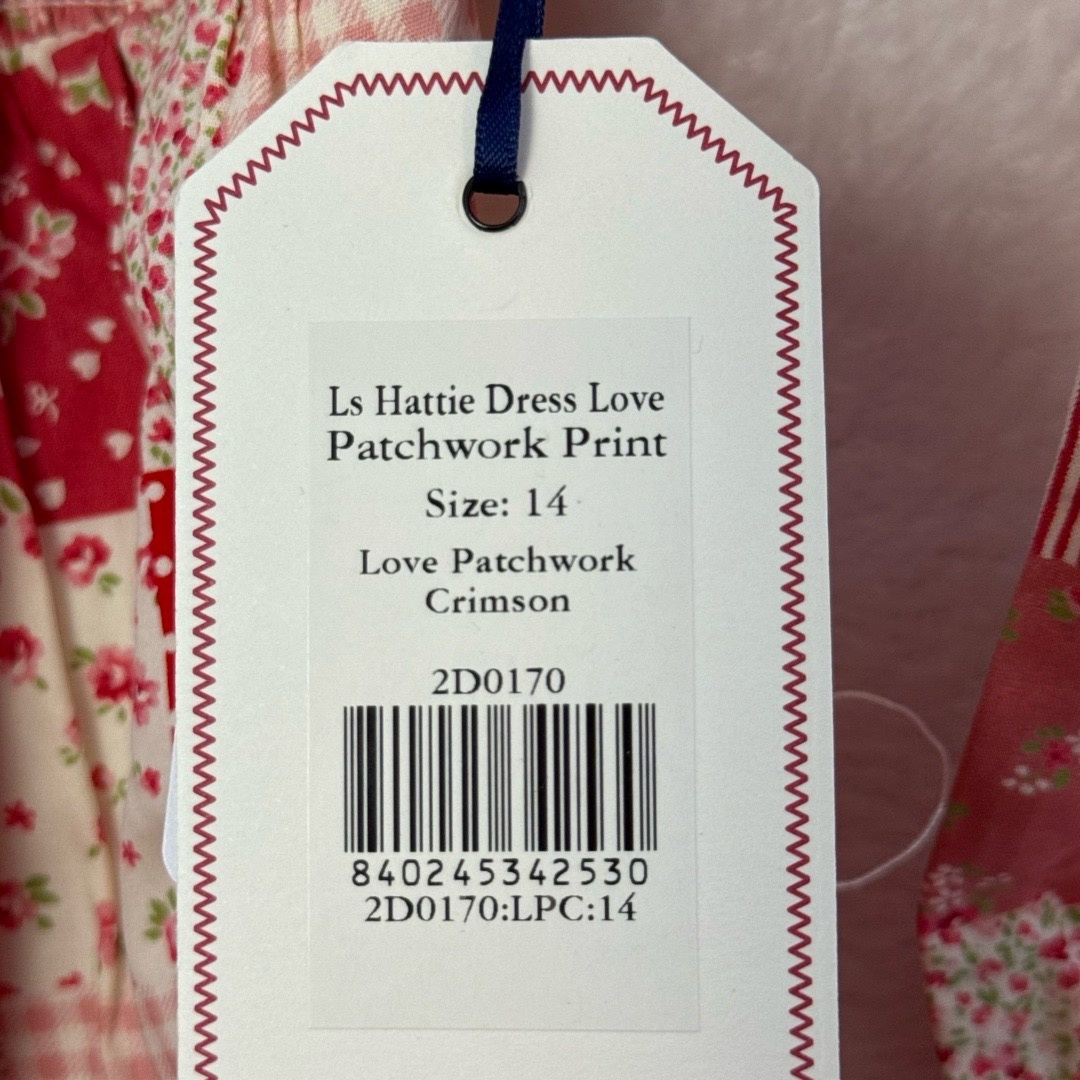 Ls Hattie Dress Love
Patchwork Print
Size: 14
Love Patchwork
Crimson
2D0170
840245342530
2D0170:LPC:14